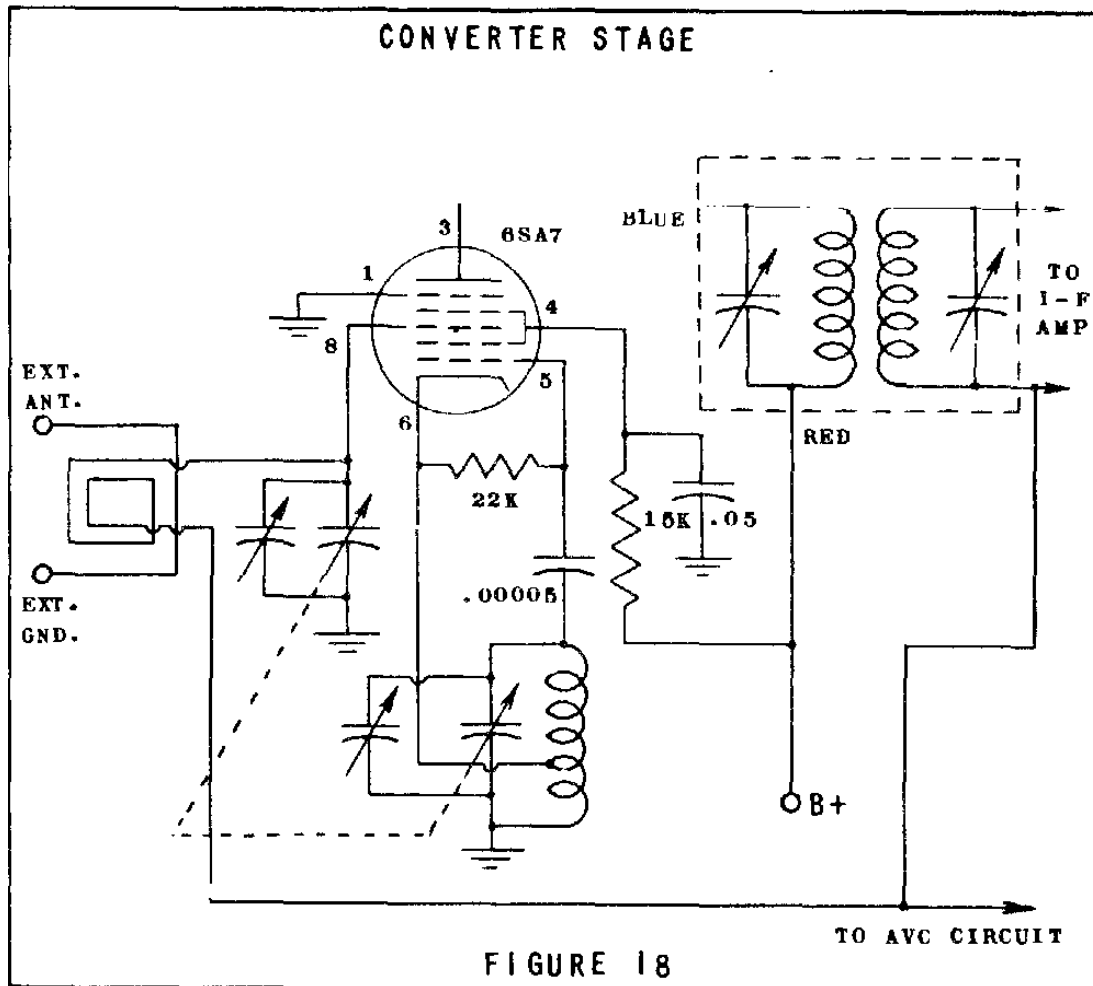 CONVERTER STAGE
3
6SA7
1
4
8
5
6
BLUE
TO
I-F
AMP
RED
EXT.
ANT.
EXT.
GND.
22K
15K
.05
.00005
B+
TO AVC CIRCUIT
FIGURE 18